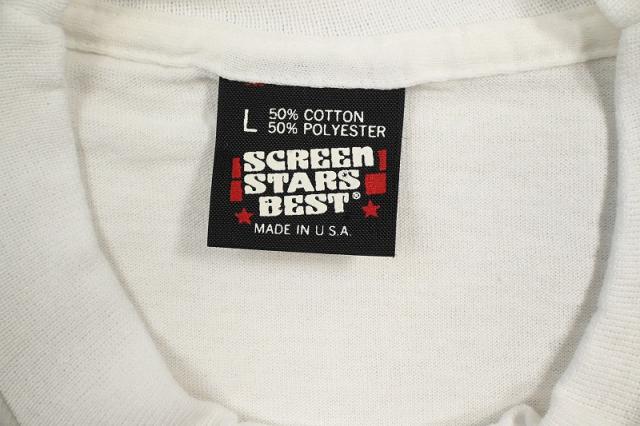 L 50% COTTON
50% POLYESTER
SCREEN
STARS
BEST®
MADE IN U.S.A.